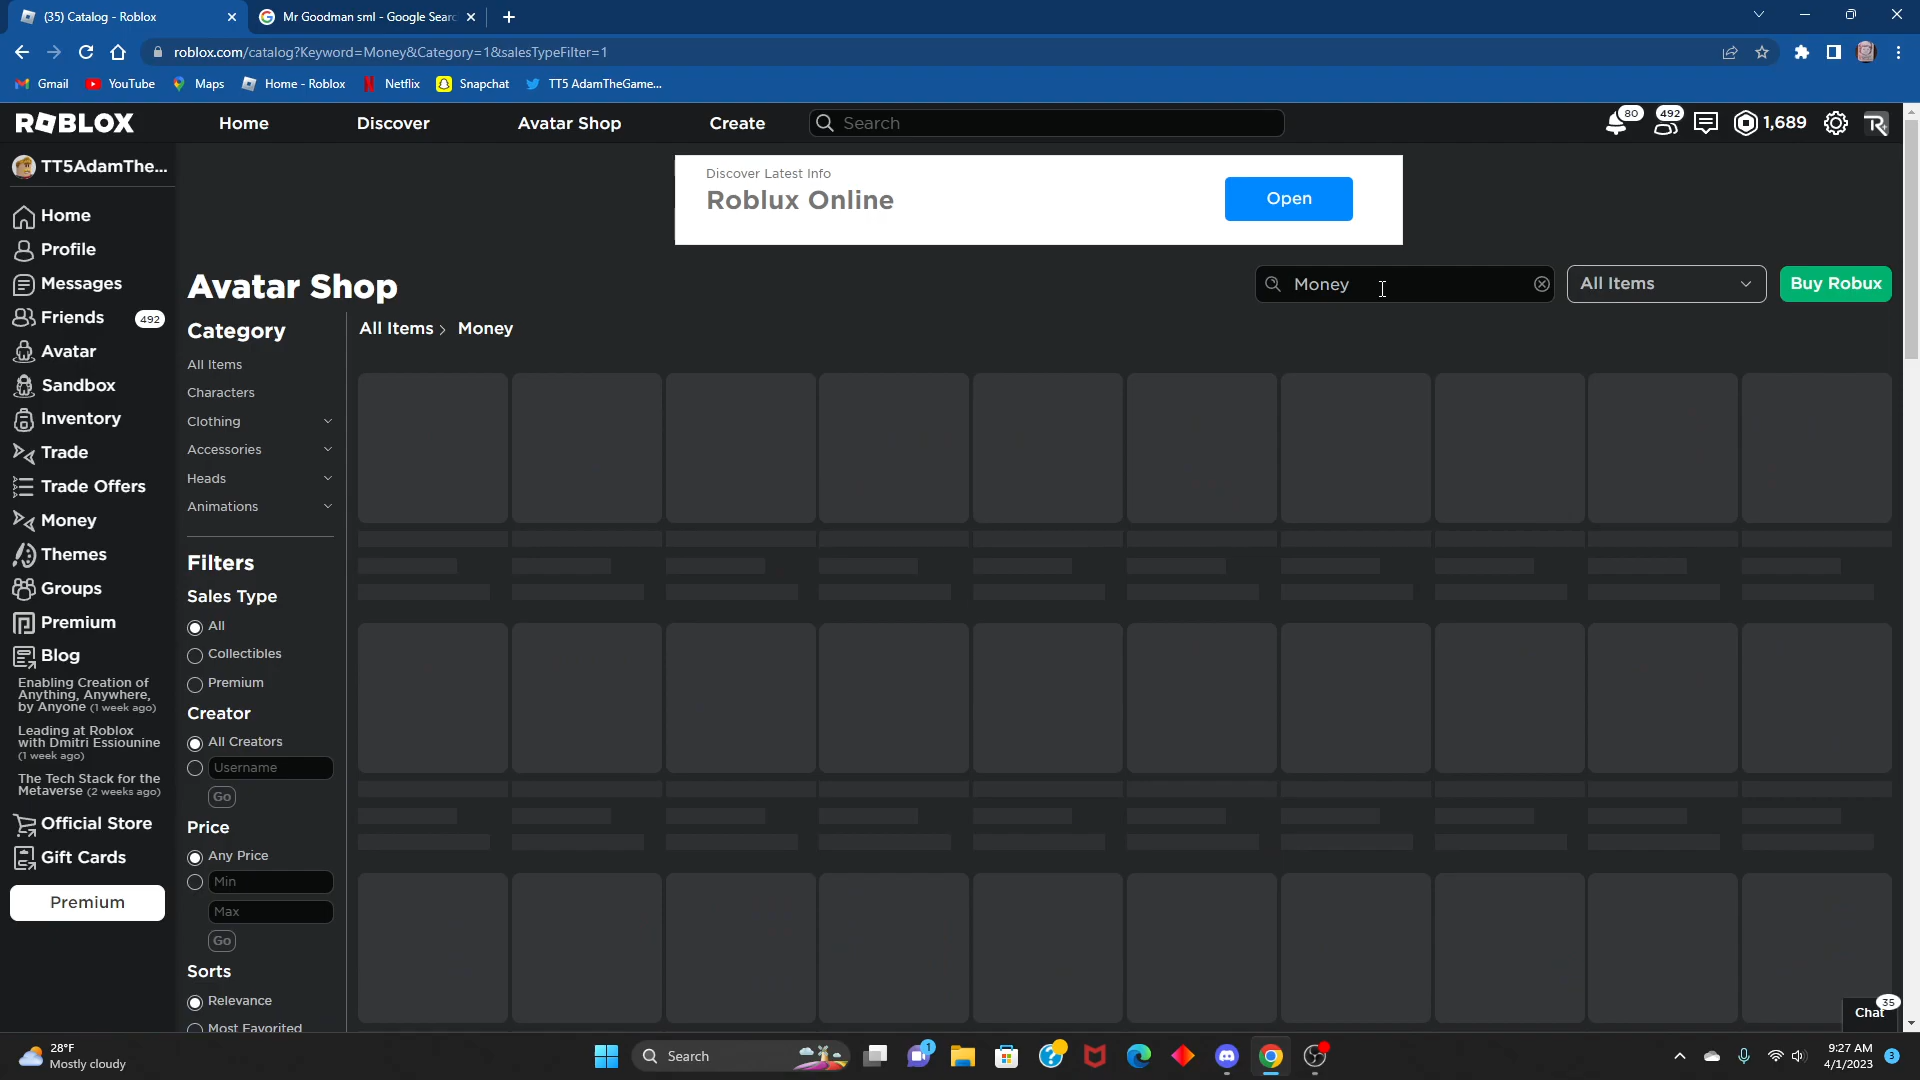 (35) Catalog - Roblox
Mr Goodman sml - Google Searc
roblox.com/catalog?Keyword=Money&Category=1&salesTypeFilter=1
Gmail
YouTube
Maps
Home - Roblox
Netflix
Snapchat
TT5 AdamTheGame...
ROBLOX
Home
Discover
Avatar Shop
Create
Search
80
492
1,689
TT5AdamThe...
Discover Latest Info
Roblux Online
Open
Home
Profile
Messages
Friends
492
Avatar
Sandbox
Inventory
Trade
Trade Offers
Money
Themes
Groups
Premium
Blog
Enabling Creation of
Anything, Anywhere,
by Anyone (1 week ago)
Leading at Roblox
with Dmitri Essiounine
(1 week ago)
The Tech Stack for the
Metaverse (2 weeks ago)
Official Store
Gift Cards
Premium
Avatar Shop
Money
All Items
Buy Robux
Category
All Items
Characters
Clothing
Accessories
Heads
Animations
Filters
Sales Type
All
Collectibles
Premium
Creator
All Creators
Username
Go
Price
Any Price
Min
Max
Go
Sorts
Relevance
Most Favorited
All Items > Money
Chat
35
28°F
Mostly cloudy
Search
1
9:27 AM
4/1/2023
3